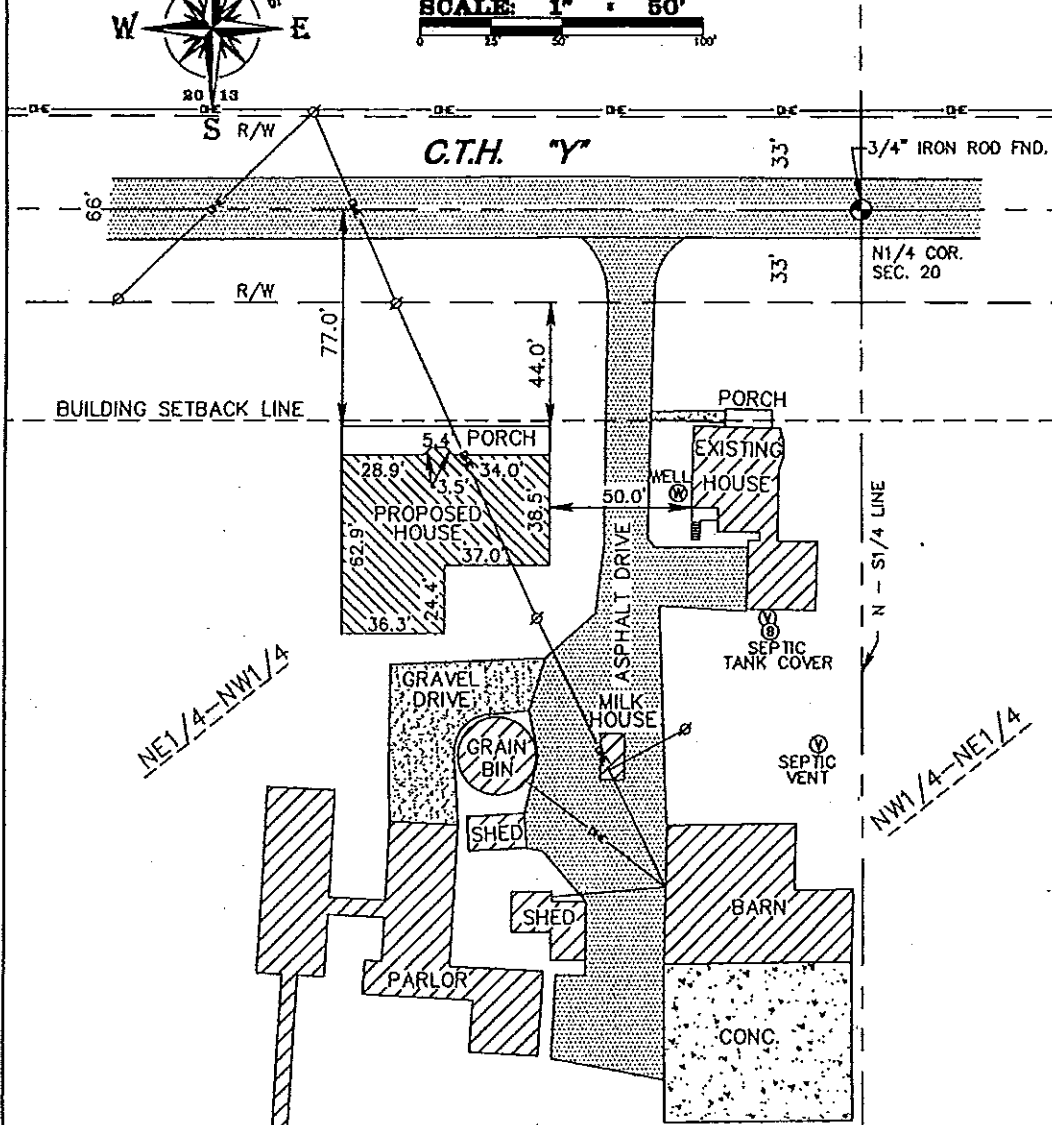 SCALE: 1" = 50'
W E
0 25' 50' 100'
20 13
S
R/W
C.T.H. "Y"
33'
3/4" IRON ROD FND.
66'
N1/4 COR.
SEC. 20
33'
R/W
77.0'
44.0'
BUILDING SETBACK LINE
PORCH
PORCH
5.4'
28.9'
3.5'
34.0'
EXISTING
HOUSE
WELL
W
50.0'
PROPOSED
HOUSE
38.5'
62.9'
37.0'
24.4'
36.3'
ASPHALT DRIVE
N - S1/4 LINE
V
S
SEPTIC
TANK COVER
GRAVEL
DRIVE
MILK
HOUSE
NE1/4-NW1/4
GRAIN
BIN
V
SEPTIC
VENT
NW1/4-NE1/4
SHED
SHED
BARN
PARLOR
CONC.